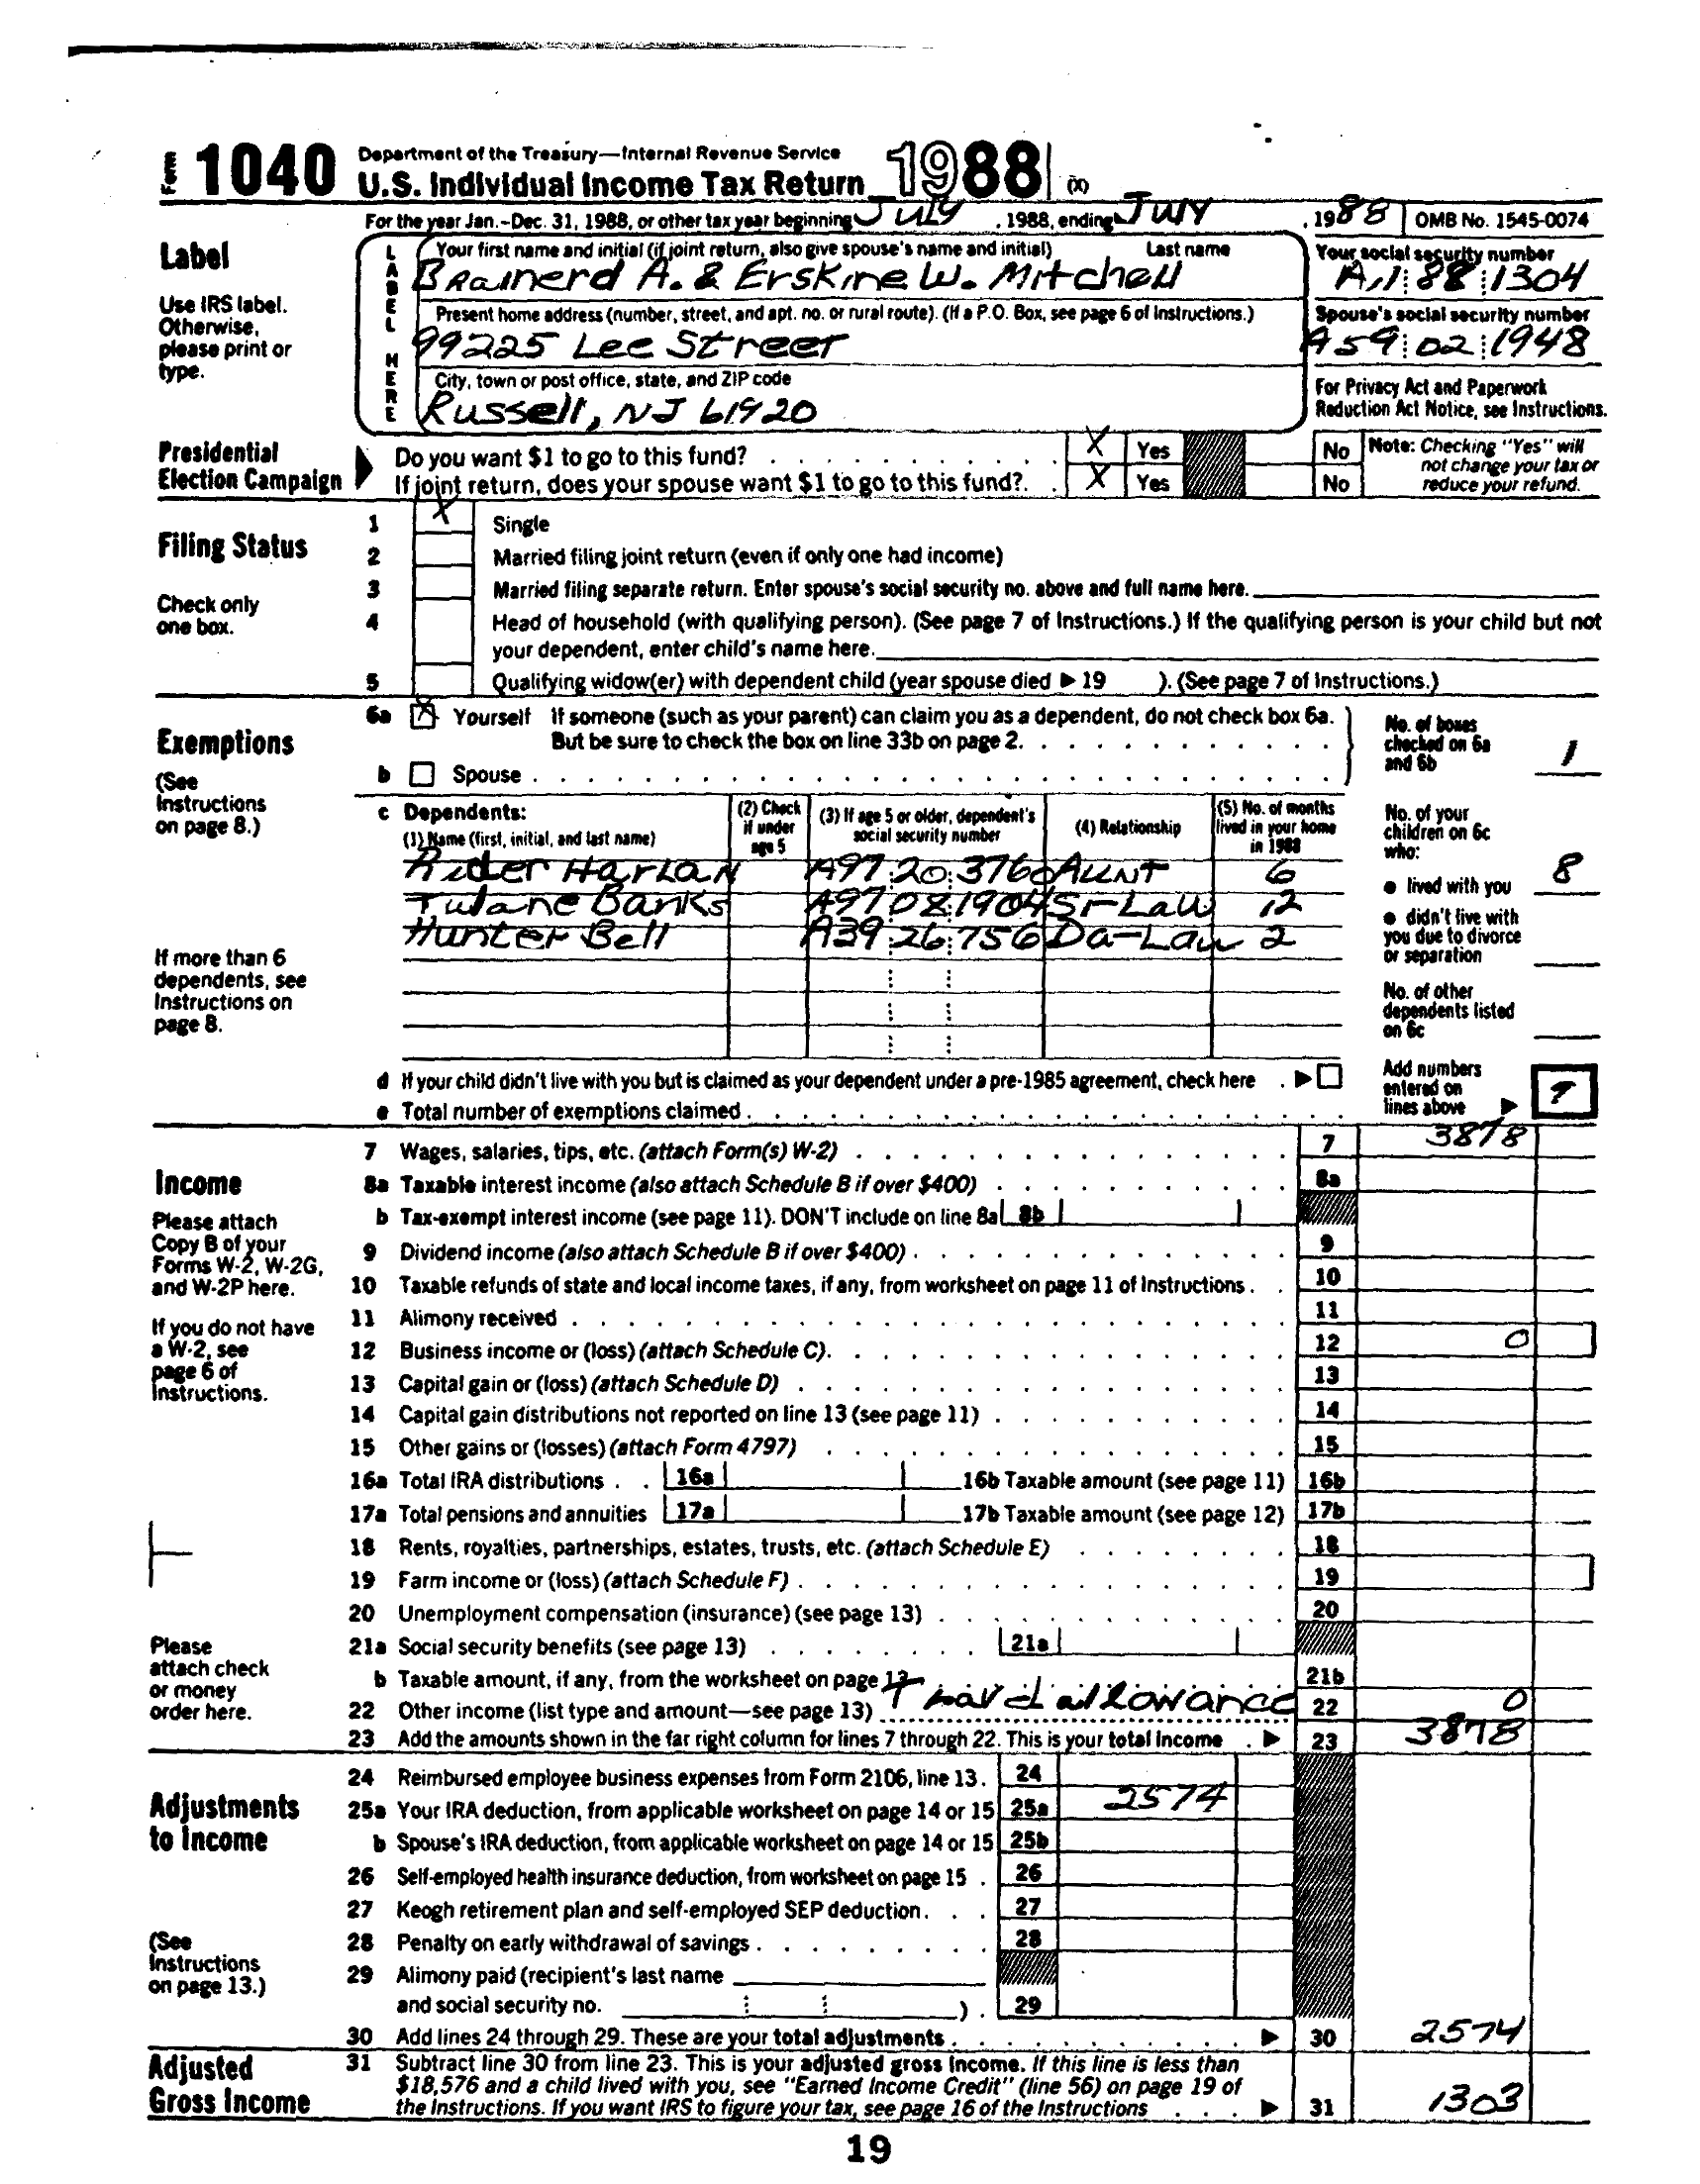 Form 1040 Department of the Treasury—Internal Revenue Service
U.S. Individual Income Tax Return 1988 (X)
For the year Jan.-Dec. 31, 1988, or other tax year beginning July , 1988, ending July , 19 88 OMB No. 1545-0074
Label
Use IRS label. Otherwise, please print or type.
LABEL HERE
Your first name and initial (if joint return, also give spouse's name and initial) Last name
Brainerd A. & Erskine W. Mitchell
Your social security number
88 1304
Present home address (number, street, and apt. no. or rural route). (If a P.O. Box, see page 6 of Instructions.)
99225 Lee Street
Spouse's social security number
A59 02 1948
City, town or post office, state, and ZIP code
Russell, NJ 61920
For Privacy Act and Paperwork Reduction Act Notice, see Instructions.
Presidential Election Campaign
Do you want $1 to go to this fund? X Yes No
If joint return, does your spouse want $1 to go to this fund? X Yes No
Note: Checking "Yes" will not change your tax or reduce your refund.
Filing Status
Check only one box.
1 X Single
2 Married filing joint return (even if only one had income)
3 Married filing separate return. Enter spouse's social security no. above and full name here.
4 Head of household (with qualifying person). (See page 7 of Instructions.) If the qualifying person is your child but not
your dependent, enter child's name here.
5 Qualifying widow(er) with dependent child (year spouse died ▶ 19 ). (See page 7 of Instructions.)
Exemptions
(See Instructions on page 8.)
6a X Yourself If someone (such as your parent) can claim you as a dependent, do not check box 6a.
But be sure to check the box on line 33b on page 2.
b Spouse
No. of boxes checked on 6a and 6b 1
c Dependents:
(1) Name (first, initial, and last name) (2) Check if under age 5 (3) If age 5 or older, dependent's social security number (4) Relationship (5) No. of months lived in your home in 1988
Rider Harlan A97 20 3760 Aunt 6
Tulane Banks A97 08 1904 Sr-Law 12
Hunter Bell A39 26 756 Da-Law 2
If more than 6 dependents, see Instructions on page 8.
No. of your children on 6c who:
● lived with you 8
● didn't live with you due to divorce or separation
No. of other dependents listed on 6c
d If your child didn't live with you but is claimed as your dependent under a pre-1985 agreement, check here ▶
e Total number of exemptions claimed
Add numbers entered on lines above ▶ 9
Income
Please attach Copy B of your Forms W-2, W-2G, and W-2P here.
If you do not have a W-2, see page 6 of Instructions.
Please attach check or money order here.
7 Wages, salaries, tips, etc. (attach Form(s) W-2) 7 3878
8a Taxable interest income (also attach Schedule B if over $400) 8a
b Tax-exempt interest income (see page 11). DON'T include on line 8a 8b
9 Dividend income (also attach Schedule B if over $400) 9
10 Taxable refunds of state and local income taxes, if any, from worksheet on page 11 of Instructions 10
11 Alimony received 11
12 Business income or (loss) (attach Schedule C) 12 0
13 Capital gain or (loss) (attach Schedule D) 13
14 Capital gain distributions not reported on line 13 (see page 11) 14
15 Other gains or (losses) (attach Form 4797) 15
16a Total IRA distributions 16a 16b Taxable amount (see page 11) 16b
17a Total pensions and annuities 17a 17b Taxable amount (see page 12) 17b
18 Rents, royalties, partnerships, estates, trusts, etc. (attach Schedule E) 18
19 Farm income or (loss) (attach Schedule F) 19
20 Unemployment compensation (insurance) (see page 13) 20
21a Social security benefits (see page 13) 21a
b Taxable amount, if any, from the worksheet on page 13 21b
22 Other income (list type and amount—see page 13) allowance 22 0
23 Add the amounts shown in the far right column for lines 7 through 22. This is your total income ▶ 23 3878
Adjustments to Income
(See Instructions on page 13.)
24 Reimbursed employee business expenses from Form 2106, line 13. 24
25a Your IRA deduction, from applicable worksheet on page 14 or 15 25a 2574
b Spouse's IRA deduction, from applicable worksheet on page 14 or 15 25b
26 Self-employed health insurance deduction, from worksheet on page 15 26
27 Keogh retirement plan and self-employed SEP deduction 27
28 Penalty on early withdrawal of savings 28
29 Alimony paid (recipient's last name
and social security no. ) 29
30 Add lines 24 through 29. These are your total adjustments ▶ 30 2574
Adjusted Gross Income
31 Subtract line 30 from line 23. This is your adjusted gross income. If this line is less than
$18,576 and a child lived with you, see "Earned Income Credit" (line 56) on page 19 of
the Instructions. If you want IRS to figure your tax, see page 16 of the Instructions ▶ 31 1303
19